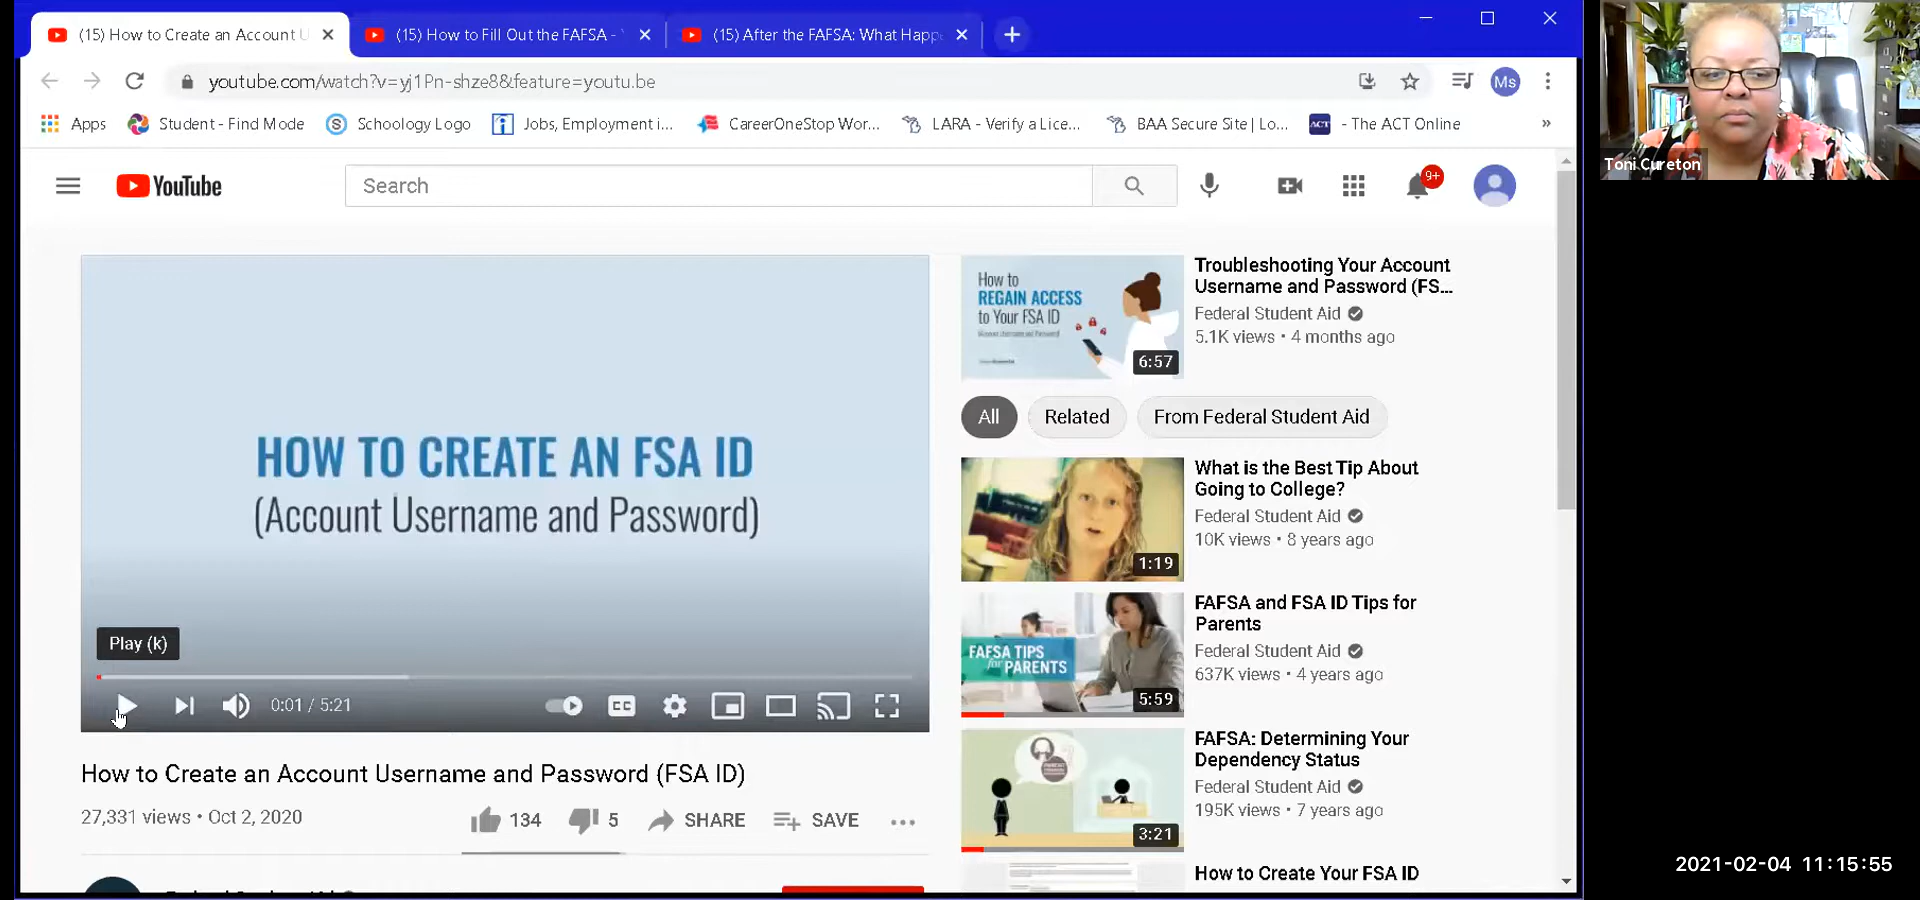 (15) How to Create an Account U
(15) How to Fill Out the FAFSA -
(15) After the FAFSA: What Happ
youtube.com/watch?v=yj1Pn-shze8&feature=youtu.be
Ms
Apps
Student - Find Mode
Schoology Logo
Jobs, Employment i...
CareerOneStop Wor...
LARA - Verify a Lice...
BAA Secure Site | Lo...
ACT - The ACT Online
»
Toni Cureton
YouTube
Search
9+
HOW TO CREATE AN FSA ID
(Account Username and Password)
Play (k)
0:01 / 5:21
CC
How to Create an Account Username and Password (FSA ID)
27,331 views • Oct 2, 2020
134
5
SHARE
SAVE
How to
REGAIN ACCESS
to Your FSA ID
6:57
Troubleshooting Your Account
Username and Password (FS...
Federal Student Aid
5.1K views • 4 months ago
All
Related
From Federal Student Aid
1:19
What is the Best Tip About
Going to College?
Federal Student Aid
10K views • 8 years ago
FAFSA TIPS
for PARENTS
5:59
FAFSA and FSA ID Tips for
Parents
Federal Student Aid
637K views • 4 years ago
3:21
FAFSA: Determining Your
Dependency Status
Federal Student Aid
195K views • 7 years ago
How to Create Your FSA ID
2021-02-04 11:15:55